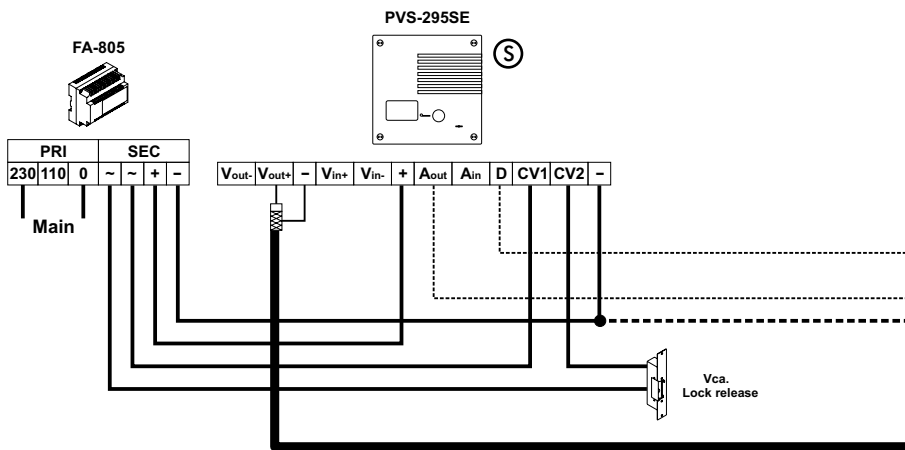 PVS-295SE
FA-805
S
PRI SEC
230 110 0 ~ ~ + –
Vout- Vout+ – Vin+ Vin- + Aout Ain D CV1 CV2 –
Main
Vca.
Lock release